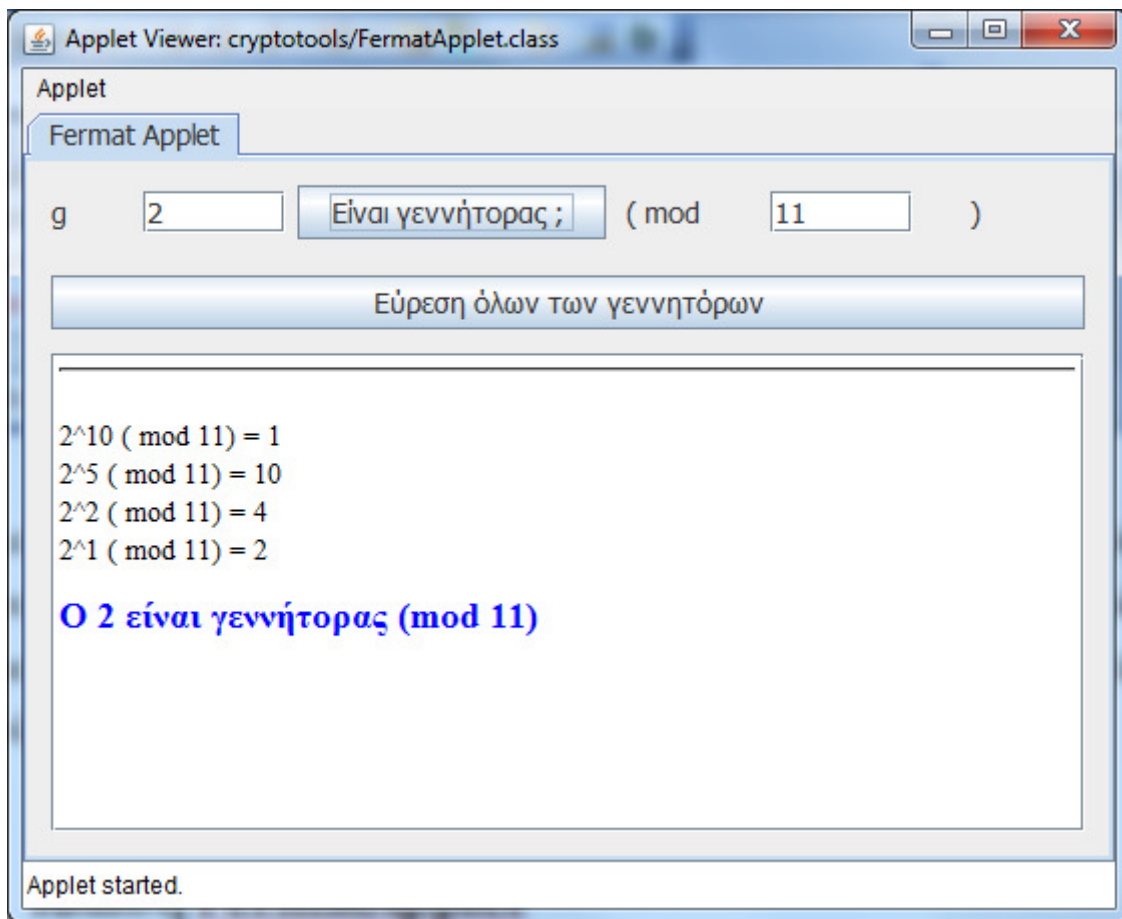 Applet Viewer: cryptotools/FermatApplet.class
Applet
Fermat Applet
g 2 Είναι γεννήτορας ; ( mod 11 )
Εύρεση όλων των γεννητόρων
2^10 ( mod 11) = 1
2^5 ( mod 11) = 10
2^2 ( mod 11) = 4
2^1 ( mod 11) = 2
Ο 2 είναι γεννήτορας (mod 11)
Applet started.